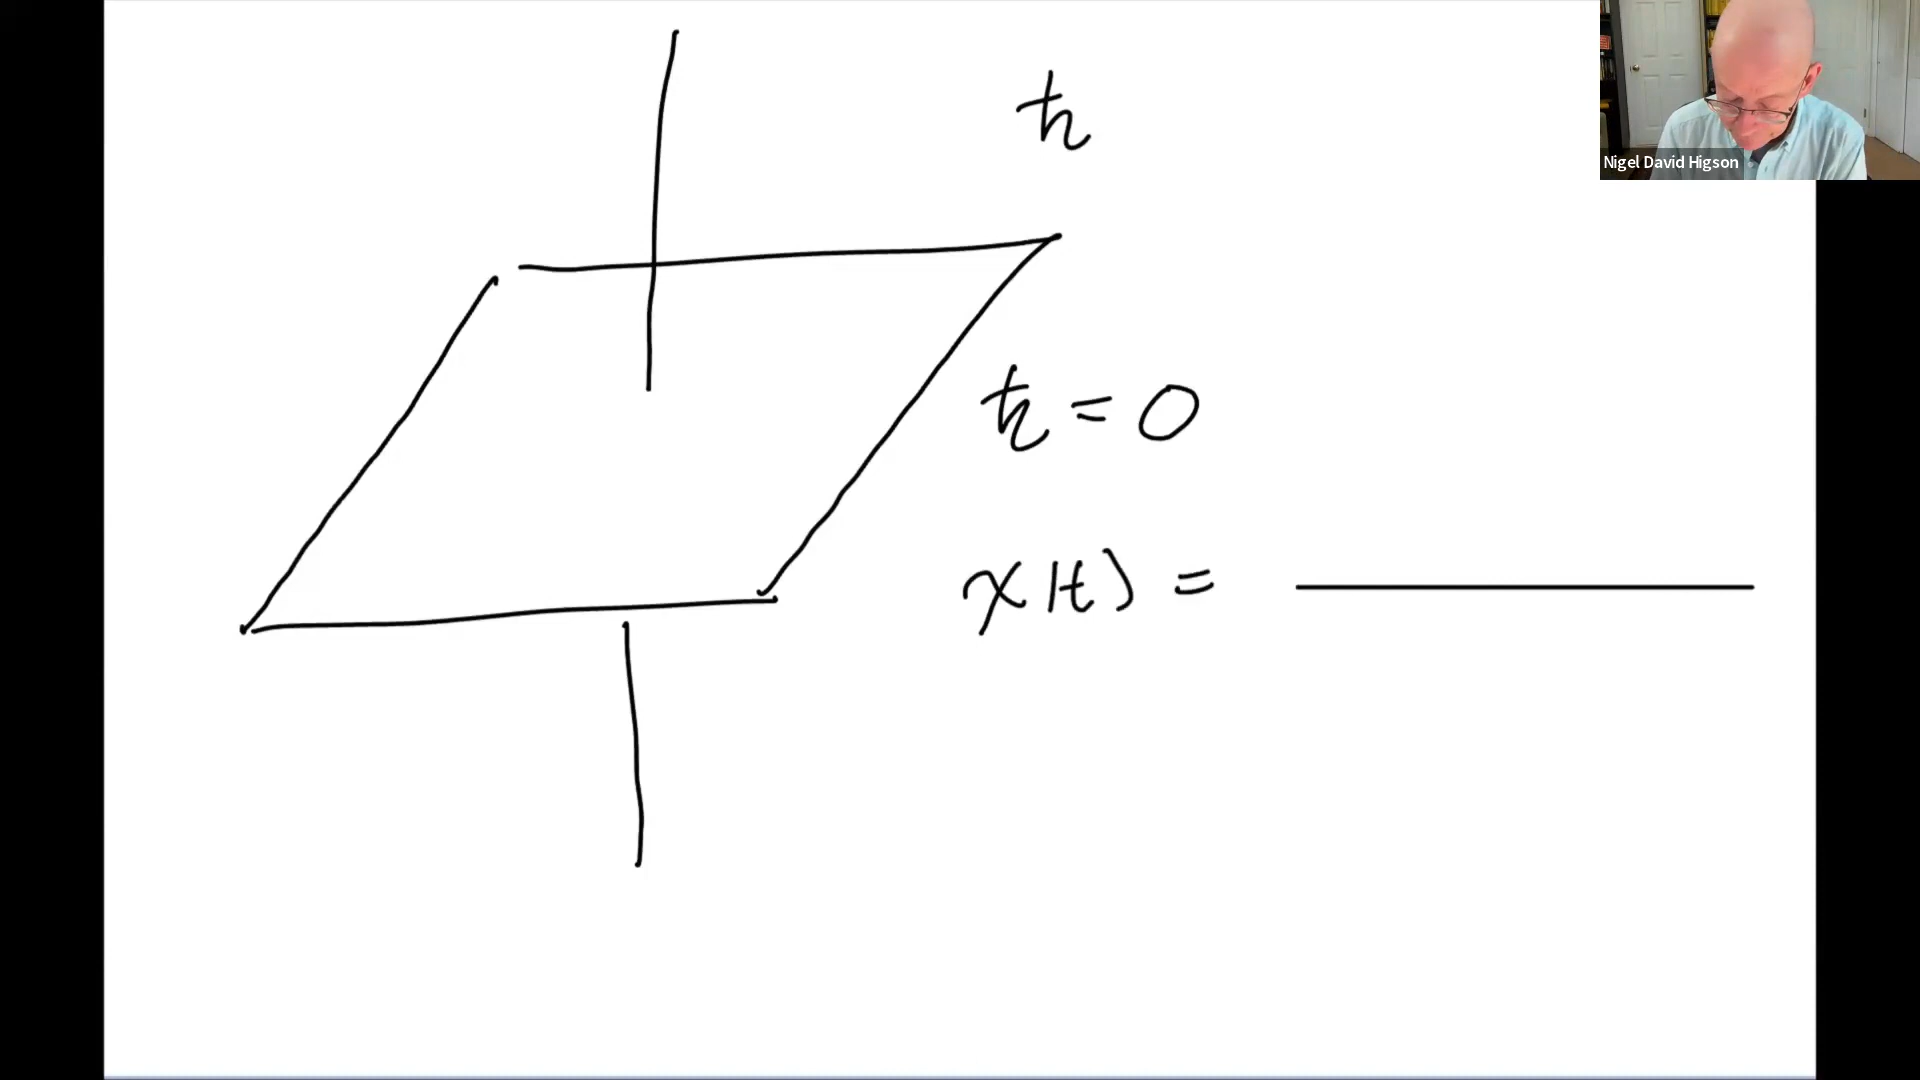 ħ
Nigel David Higson
ħ = 0
x(t) =